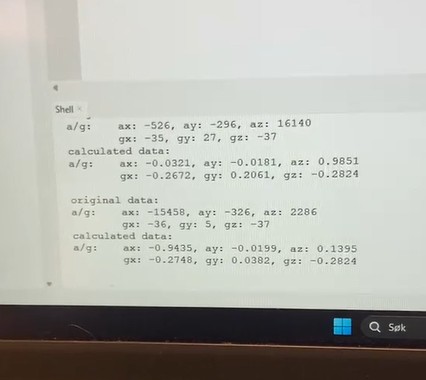 Shell
a/g: ax: -526, ay: -296, az: 16140
gx: -35, gy: 27, gz: -37
calculated data:
a/g: ax: -0.0321, ay: -0.0181, az: 0.9851
gx: -0.2672, gy: 0.2061, gz: -0.2824
original data:
a/g: ax: -15458, ay: -326, az: 2286
gx: -36, gy: 5, gz: -37
calculated data:
a/g: ax: -0.9435, ay: -0.0199, az: 0.1395
gx: -0.2748, gy: 0.0382, gz: -0.2824
Søk